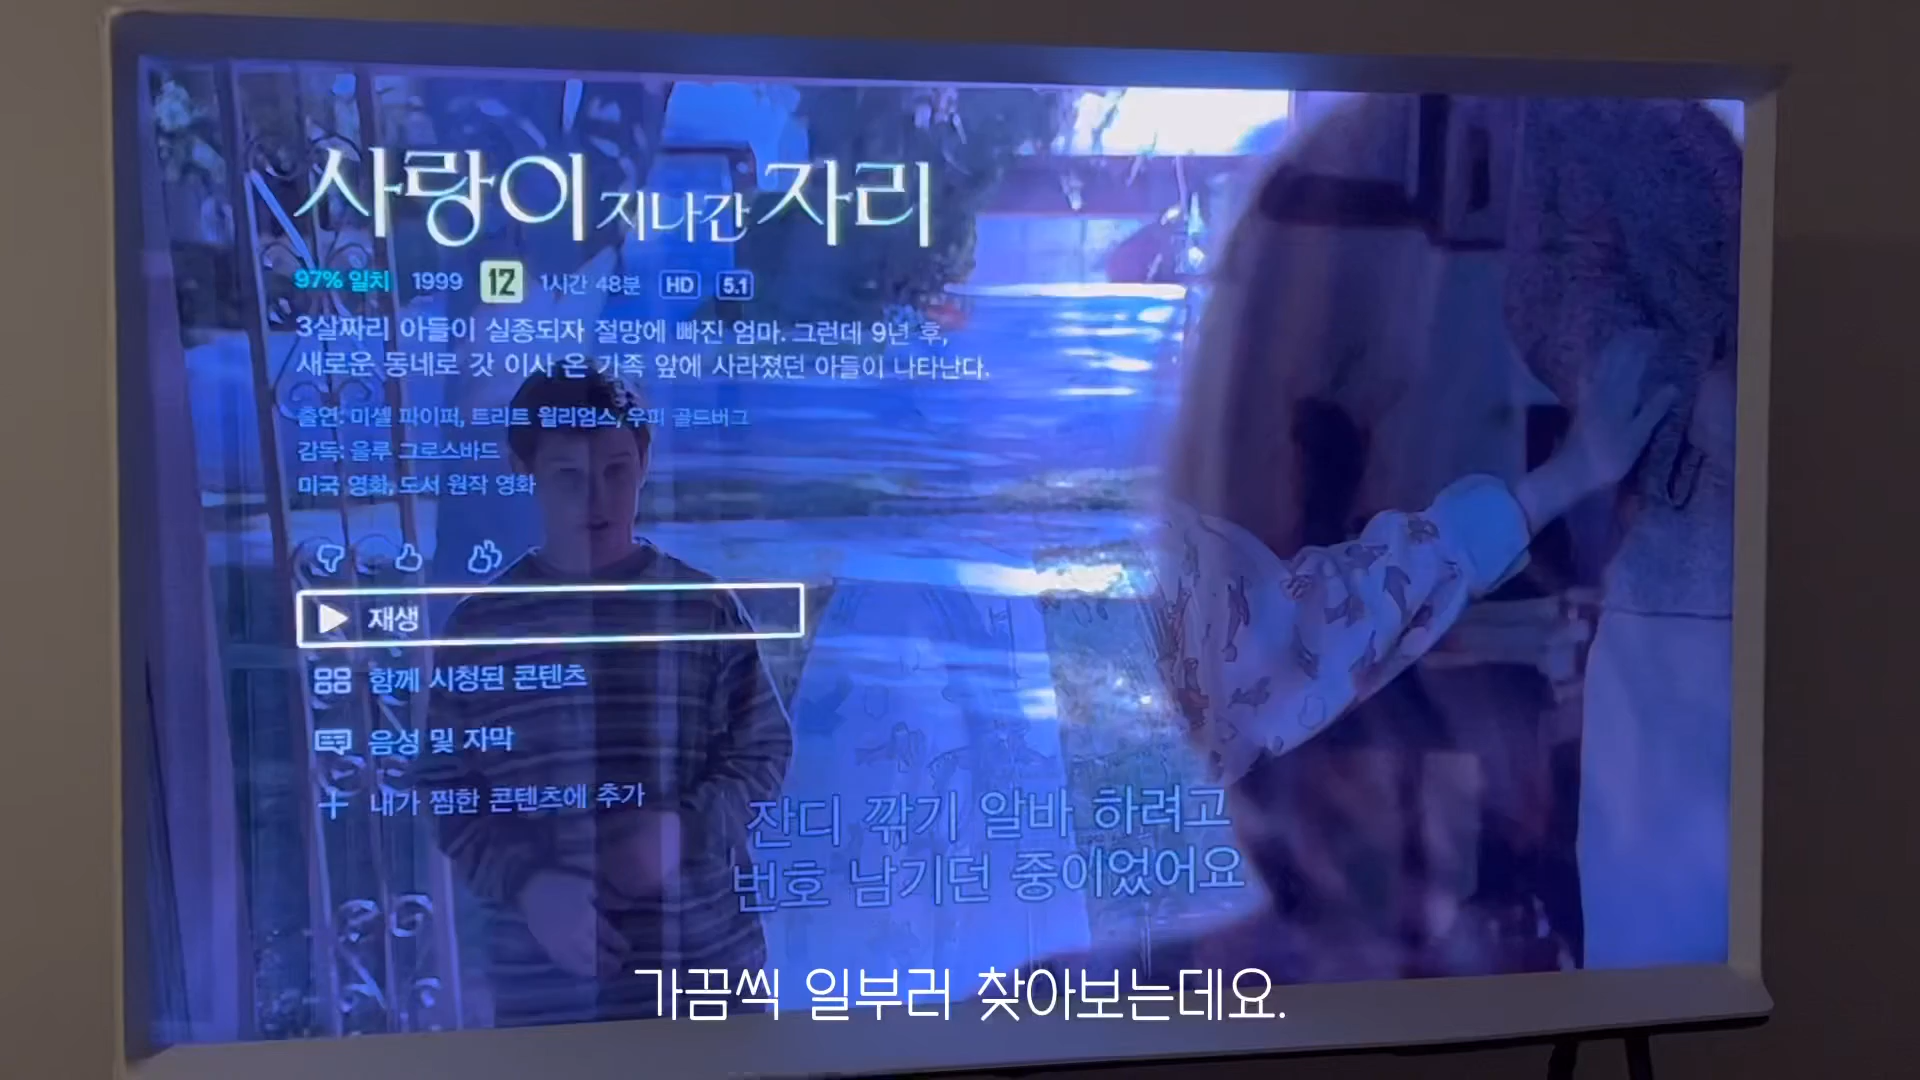 사랑이 지나간 자리
97% 일치 1999 12 1시간 48분 HD 5.1
3살짜리 아들이 실종되자 절망에 빠진 엄마. 그런데 9년 후,
새로운 동네로 갓 이사 온 가족 앞에 사라졌던 아들이 나타난다.
출연: 미셸 파이퍼, 트리트 윌리엄스, 우피 골드버그
감독: 울루 그로스바드
미국 영화, 도서 원작 영화
재생
함께 시청된 콘텐츠
음성 및 자막
내가 찜한 콘텐츠에 추가
잔디 깎기 알바 하려고
번호 남기던 중이었어요
가끔씩 일부러 찾아보는데요.